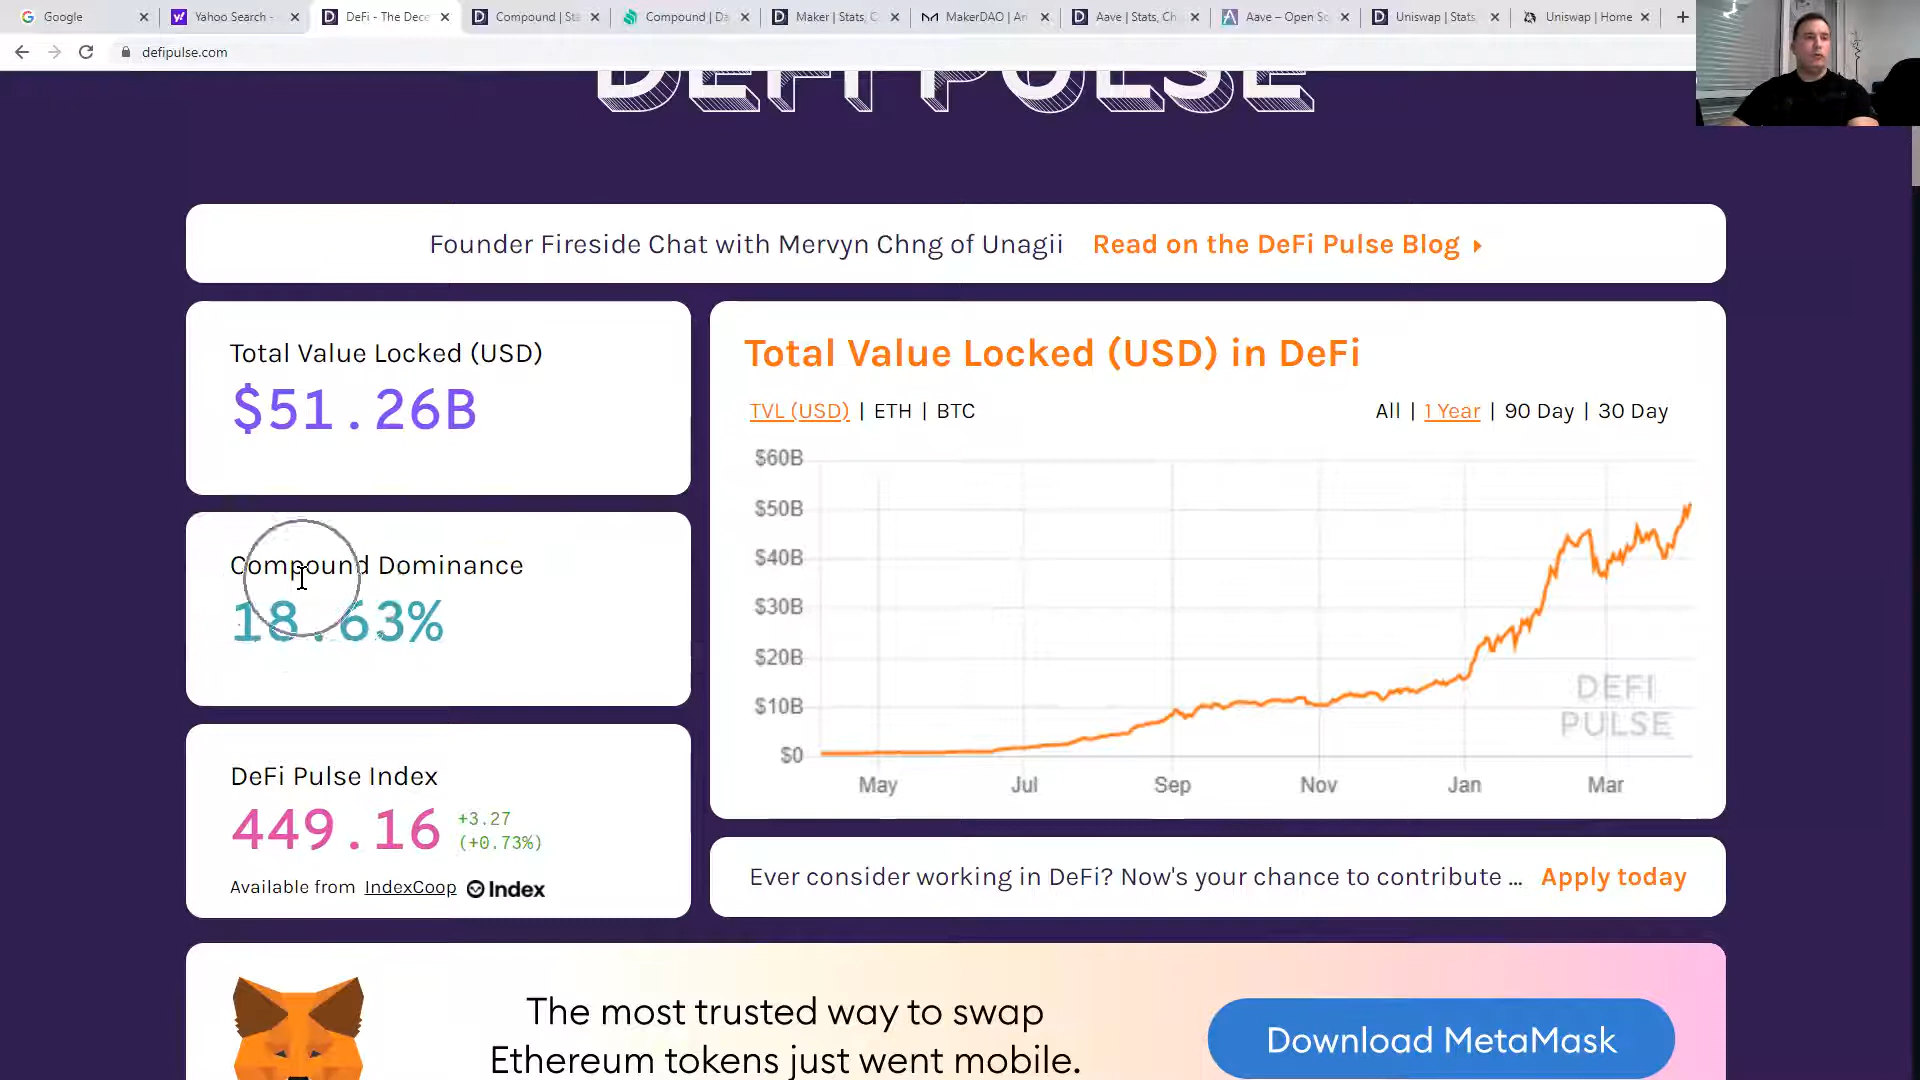 Google
Yahoo Search -
DeFi - The Dece
Compound | Sta
Compound | Da
Maker | Stats, C
MakerDAO | An
Aave | Stats, Ch
Aave – Open So
Uniswap | Stats
Uniswap | Home
defipulse.com
DEFI PULSE
Founder Fireside Chat with Mervyn Chng of Unagii Read on the DeFi Pulse Blog
Total Value Locked (USD)
$51.26B
Compound Dominance
18.63%
DeFi Pulse Index
449.16
+3.27
(+0.73%)
Available from IndexCoop Index
Total Value Locked (USD) in DeFi
TVL (USD) | ETH | BTC
All | 1 Year | 90 Day | 30 Day
$60B
$50B
$40B
$30B
$20B
$10B
$0
May Jul Sep Nov Jan Mar
DEFI
PULSE
Ever consider working in DeFi? Now's your chance to contribute ... Apply today
The most trusted way to swap
Ethereum tokens just went mobile.
Download MetaMask